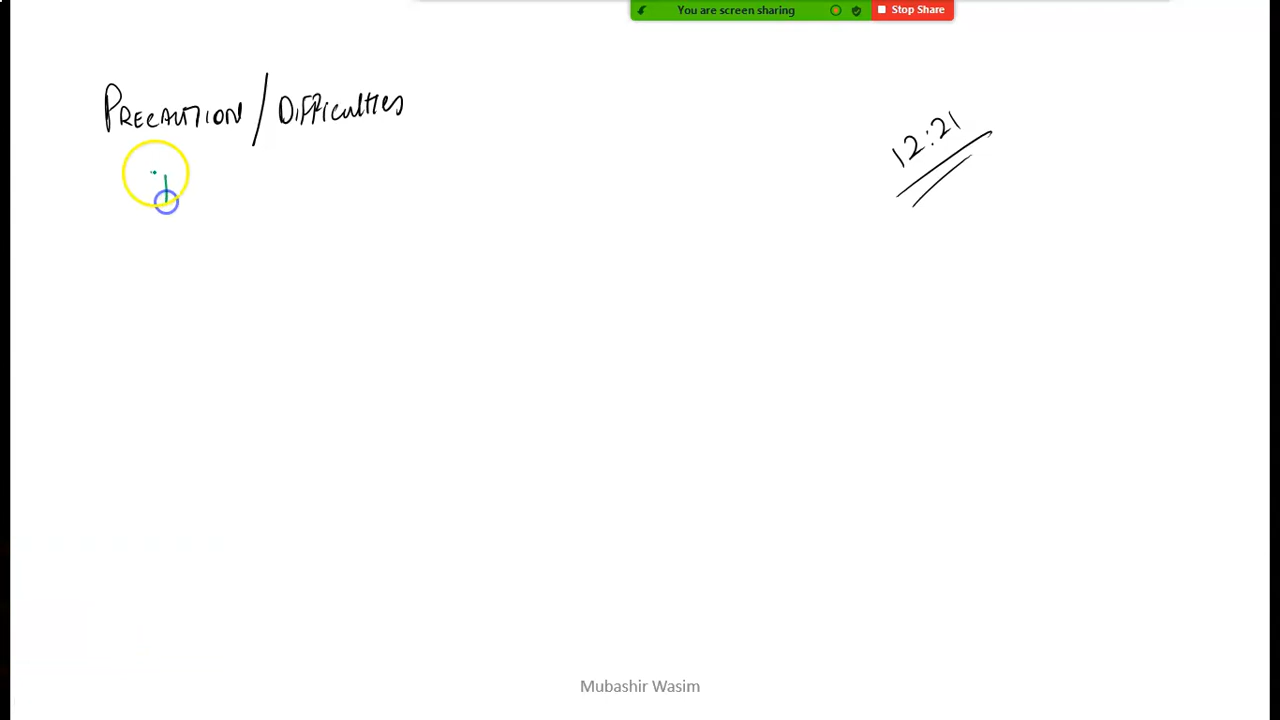 You are screen sharing Stop Share
PRECAUTION / DIFFICULTIES
12:21
Mubashir Wasim